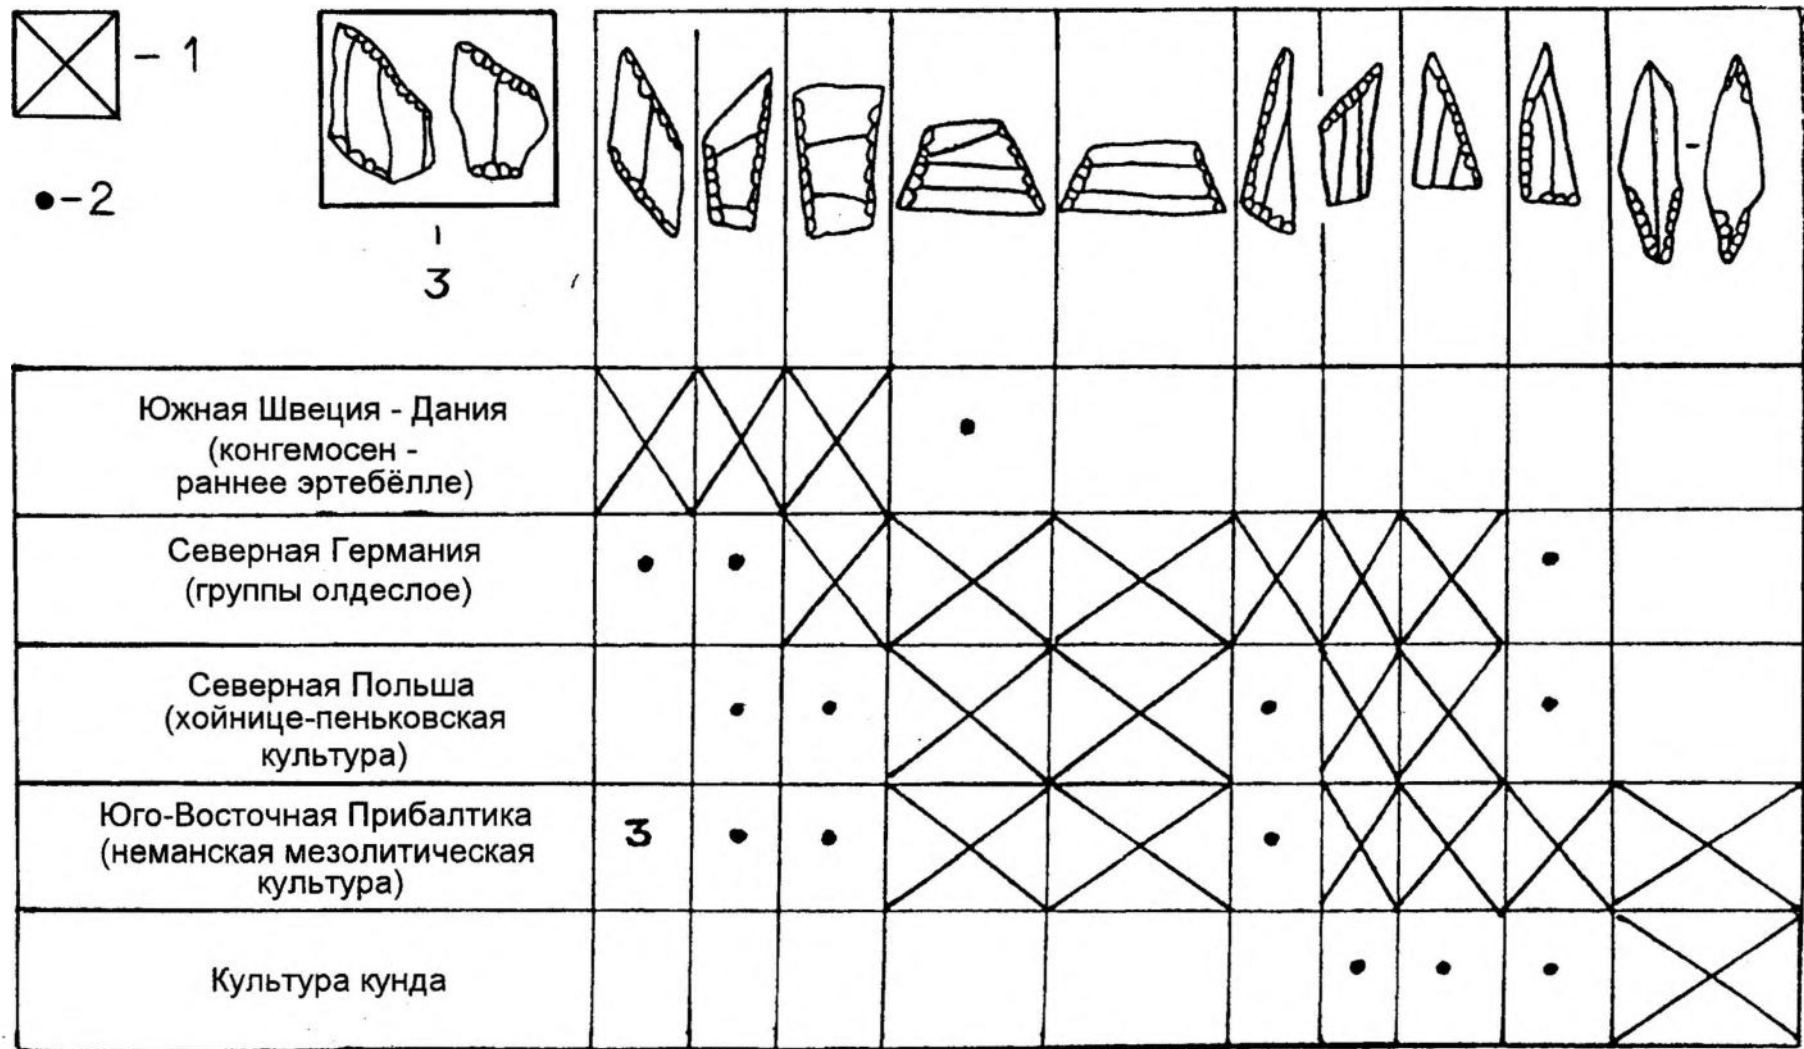 - 1
•-2
3
Южная Швеция - Дания
(конгемосен -
раннее эртебёлле)
Северная Германия
(группы олдеслое)
Северная Польша
(хойнице-пеньковская
культура)
Юго-Восточная Прибалтика
(неманская мезолитическая
культура)
3
Культура кунда